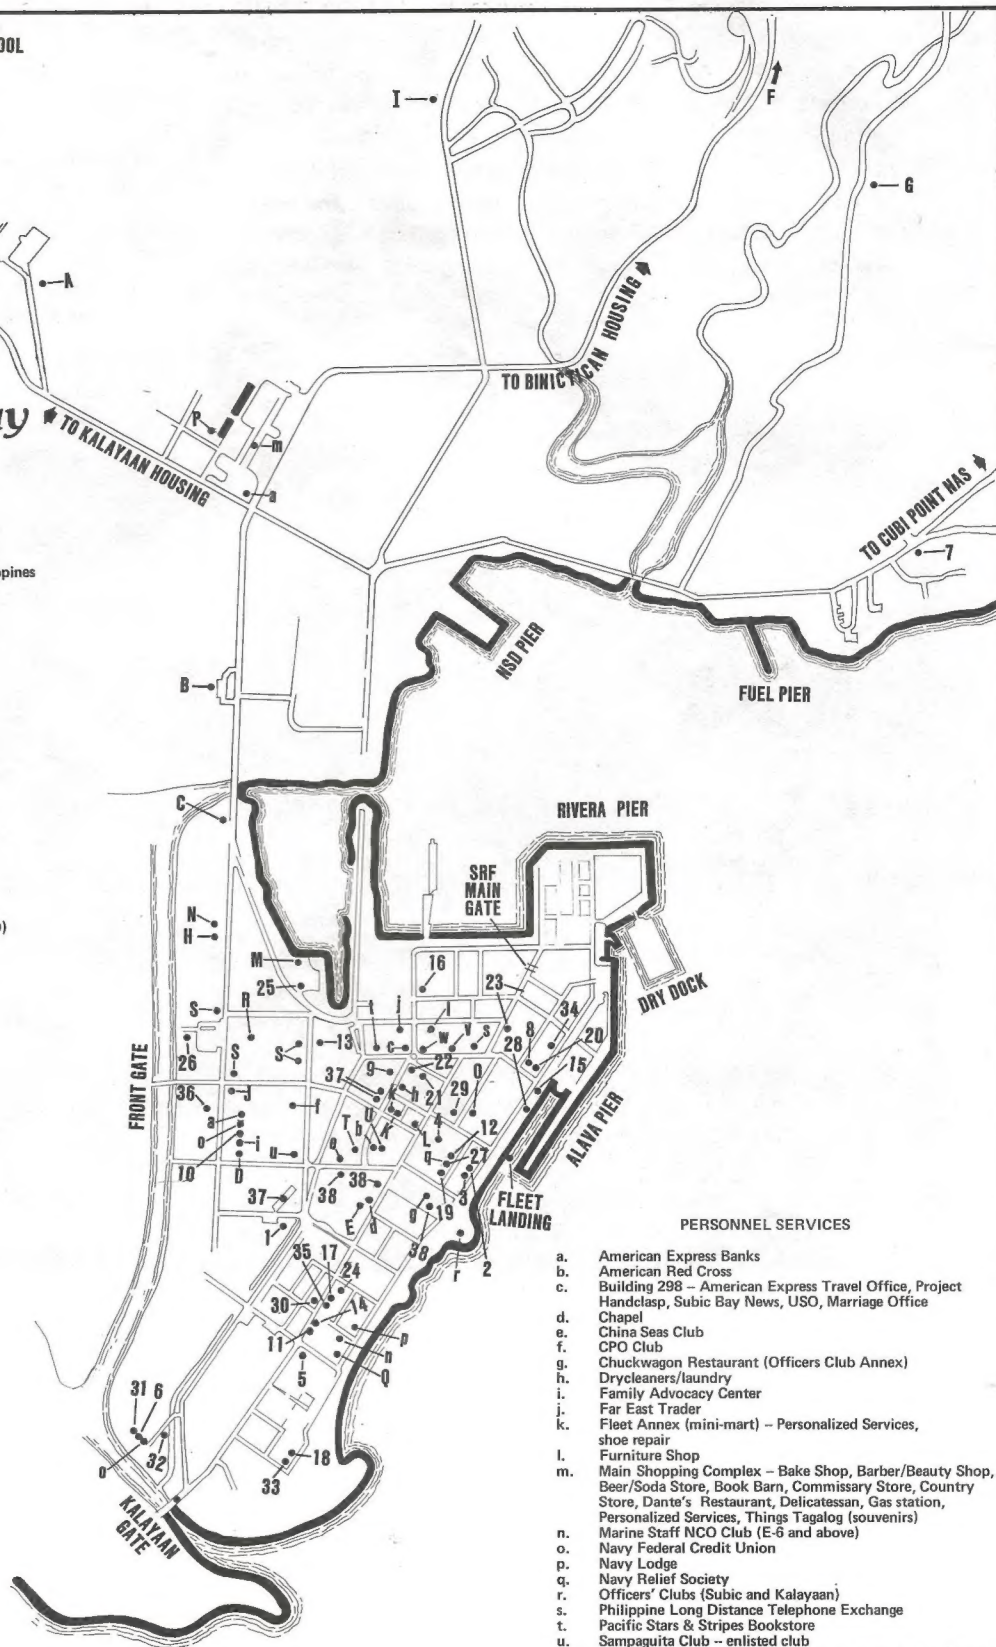 OOL
I
F
G
A
TO BINICTICAN HOUSING
P
m
uy
TO KALAYAAN HOUSING
a
TO CUBI POINT HAS
7
ppines
NSD PIER
B
FUEL PIER
C
RIVERA PIER
SRF
MAIN
GATE
N
H
)
M
16
25
DRY DOCK
23
34
S
R
t
j
l
28
8
20
26
S
13
c
w
v
s
15
FRONT GATE
S
g
22
37
21
J
k
h
29
O
36
f
a
U
4
12
o
T
b
K
L
ALAVA PIER
i
u
e
q
27
10
D
38
38
19
3
FLEET
LANDING
37
E
d
g
1
38
r
2
PERSONNEL SERVICES
35
17
24
a. American Express Banks
b. American Red Cross
c. Building 298 – American Express Travel Office, Project
Handclasp, Subic Bay News, USO, Marriage Office
30
14
d. Chapel
11
p
e. China Seas Club
n
f. CPO Club
5
Q
g. Chuckwagon Restaurant (Officers Club Annex)
h. Drycleaners/laundry
31
6
i. Family Advocacy Center
j. Far East Trader
k. Fleet Annex (mini-mart) – Personalized Services,
shoe repair
o
32
18
l. Furniture Shop
33
m. Main Shopping Complex – Bake Shop, Barber/Beauty Shop,
Beer/Soda Store, Book Barn, Commissary Store, Country
Store, Dante's Restaurant, Delicatessan, Gas station,
Personalized Services, Things Tagalog (souvenirs)
KALAYAAN
GATE
n. Marine Staff NCO Club (E-6 and above)
o. Navy Federal Credit Union
p. Navy Lodge
q. Navy Relief Society
r. Officers' Clubs (Subic and Kalayaan)
s. Philippine Long Distance Telephone Exchange
t. Pacific Stars & Stripes Bookstore
u. Sampaguita Club – enlisted club